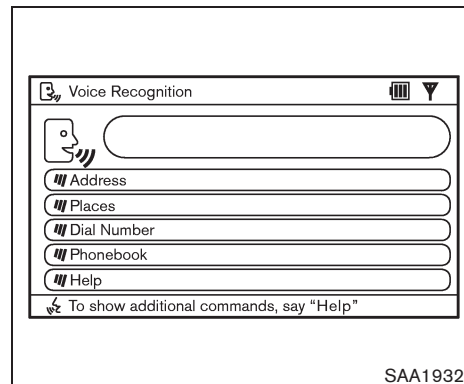 Voice Recognition
Address
Places
Dial Number
Phonebook
Help
To show additional commands, say “Help”
SAA1932